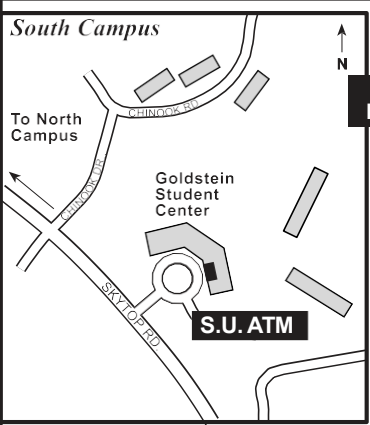 South Campus
N
CHINOOK RD
To North
Campus
CHINOOK DR
Goldstein
Student
Center
SKYTOP RD
S.U. ATM